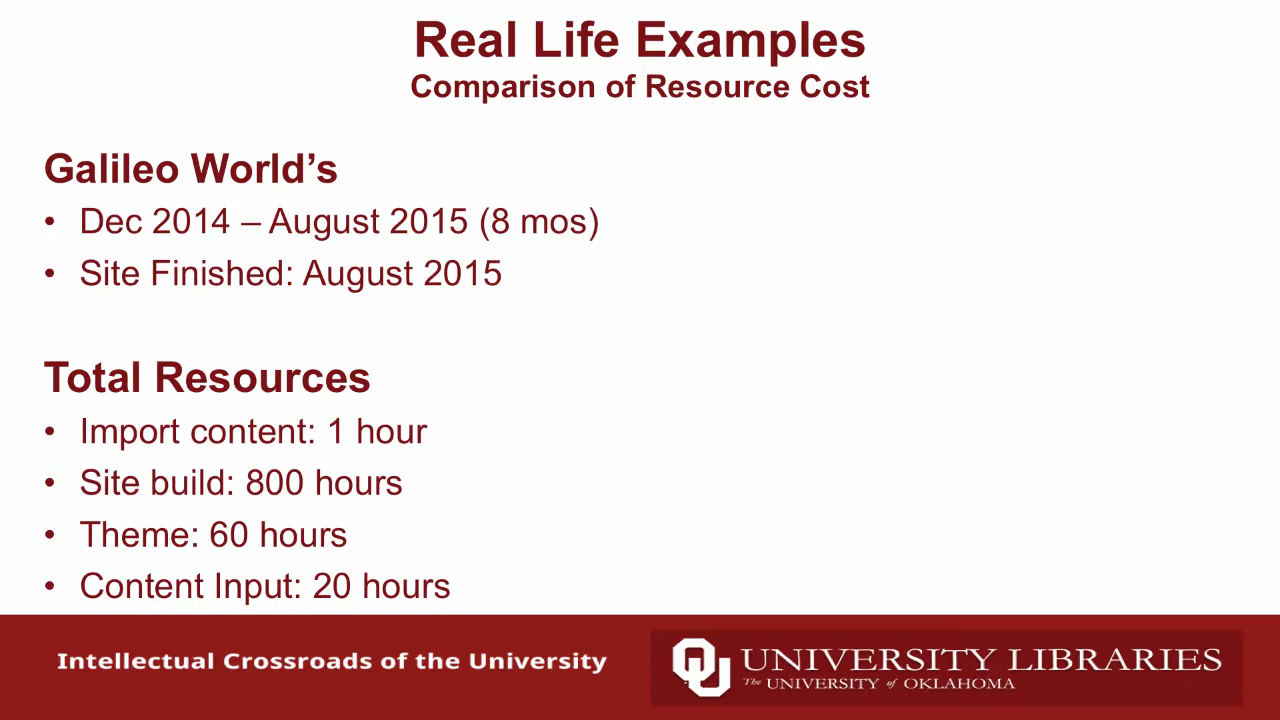 Real Life Examples
Comparison of Resource Cost
Galileo World’s
• Dec 2014 – August 2015 (8 mos)
• Site Finished: August 2015
Total Resources
• Import content: 1 hour
• Site build: 800 hours
• Theme: 60 hours
• Content Input: 20 hours
Intellectual Crossroads of the University
OU UNIVERSITY LIBRARIES
The UNIVERSITY of OKLAHOMA